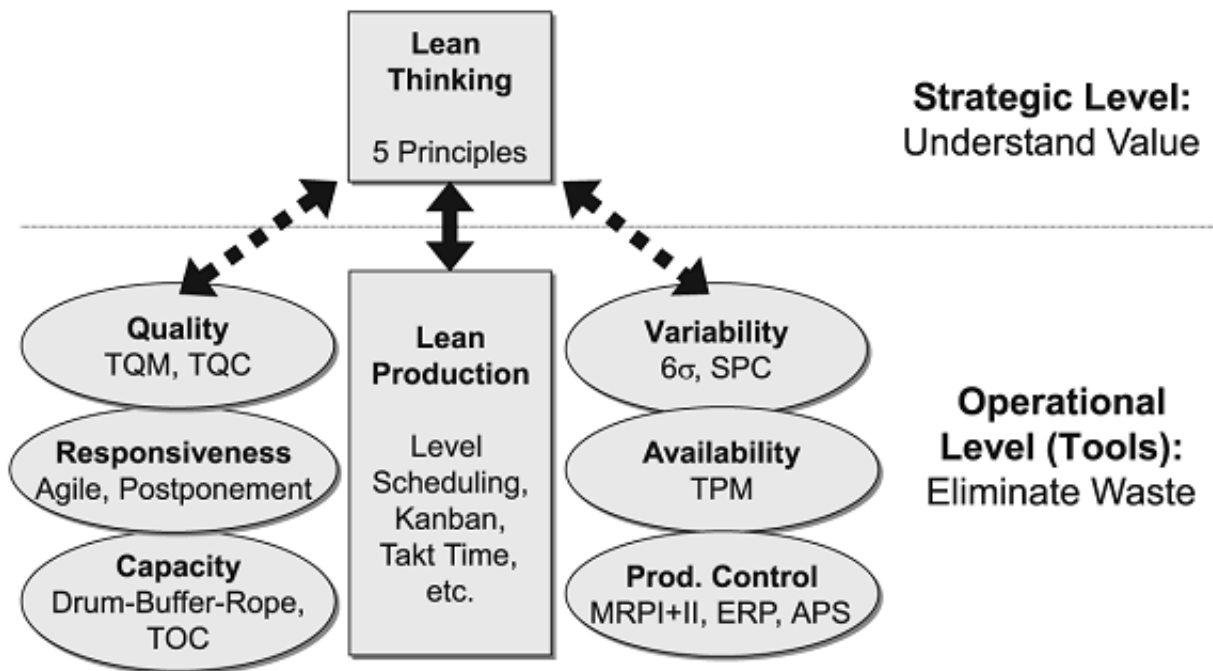 Lean
Thinking
5 Principles
Strategic Level:
Understand Value
Quality
TQM, TQC
Responsiveness
Agile, Postponement
Capacity
Drum-Buffer-Rope,
TOC
Lean
Production
Level
Scheduling,
Kanban,
Takt Time,
etc.
Variability
6σ, SPC
Availability
TPM
Prod. Control
MRPI+II, ERP, APS
Operational
Level (Tools):
Eliminate Waste